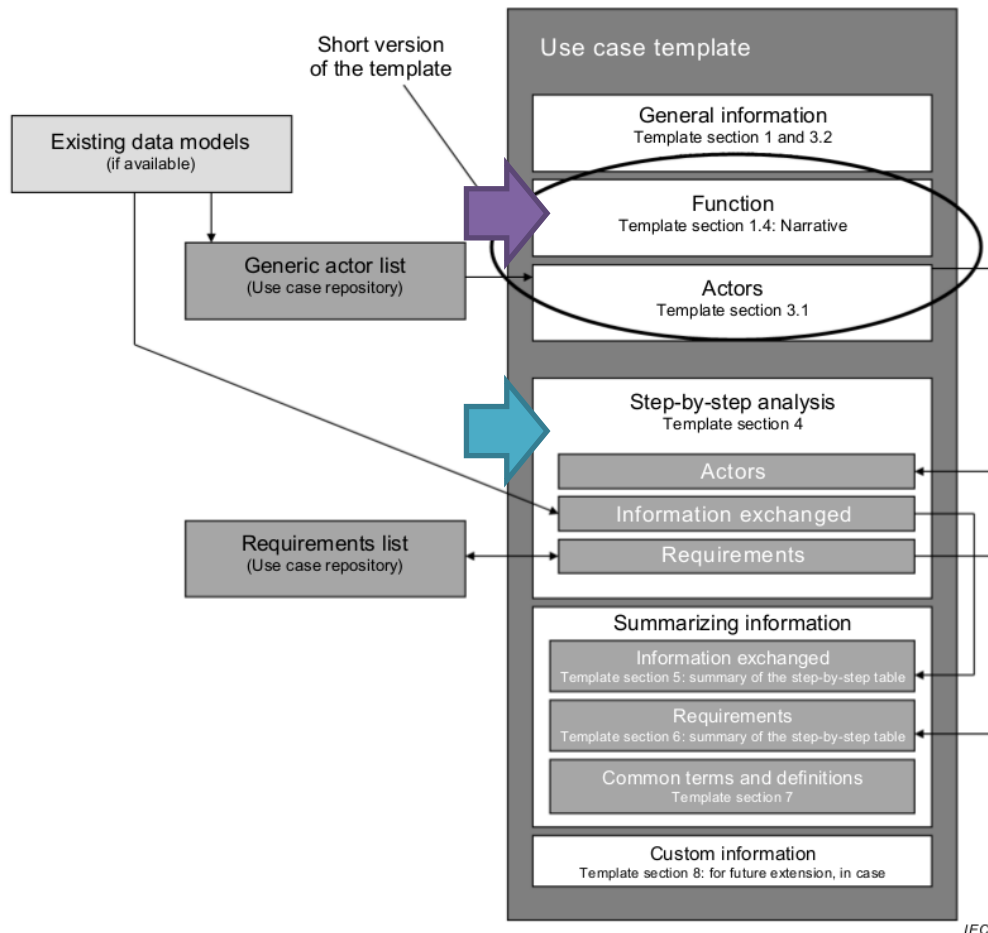 Short version
of the template
Use case template
General information
Template section 1 and 3.2
Existing data models
(if available)
Function
Template section 1.4: Narrative
Generic actor list
(Use case repository)
Actors
Template section 3.1
Step-by-step analysis
Template section 4
Actors
Information exchanged
Requirements list
(Use case repository)
Requirements
Summarizing information
Information exchanged
Template section 5: summary of the step-by-step table
Requirements
Template section 6: summary of the step-by-step table
Common terms and definitions
Template section 7
Custom information
Template section 8: for future extension, in case
IEC